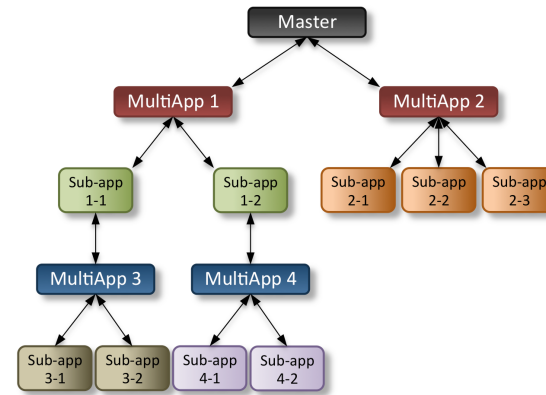 Master
MultiApp 1
MultiApp 2
Sub-app
1-1
Sub-app
1-2
Sub-app
2-1
Sub-app
2-2
Sub-app
2-3
MultiApp 3
MultiApp 4
Sub-app
3-1
Sub-app
3-2
Sub-app
4-1
Sub-app
4-2